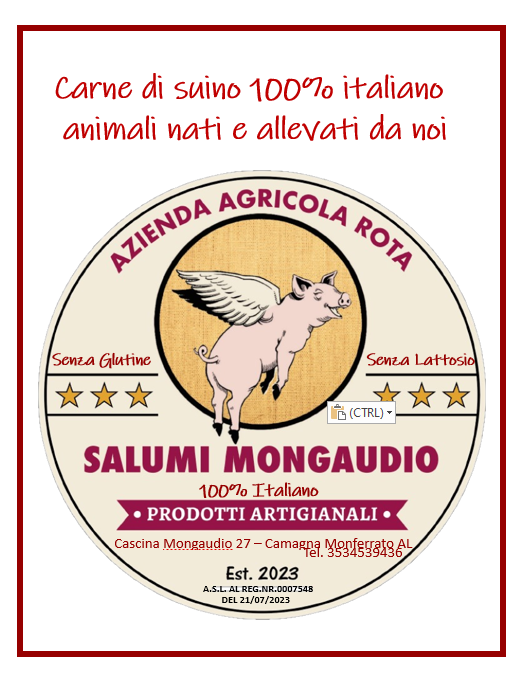 Carne di suino 100% italiano
animali nati e allevati da noi
AZIENDA AGRICOLA ROTA
Senza Glutine
Senza Lattosio
(CTRL)
SALUMI MONGAUDIO
100% Italiano
• PRODOTTI ARTIGIANALI •
Cascina Mongaudio 27 – Camagna Monferrato AL
Tel. 3534539436
Est. 2023
A.S.L. AL REG.NR.0007548
DEL 21/07/2023